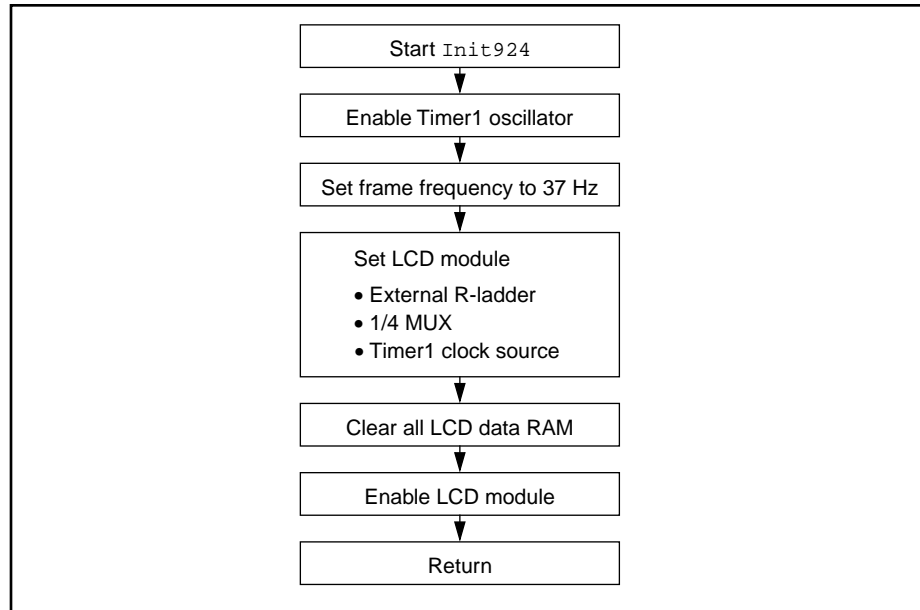 Start Init924
Enable Timer1 oscillator
Set frame frequency to 37 Hz
Set LCD module
• External R-ladder
• 1/4 MUX
• Timer1 clock source
Clear all LCD data RAM
Enable LCD module
Return